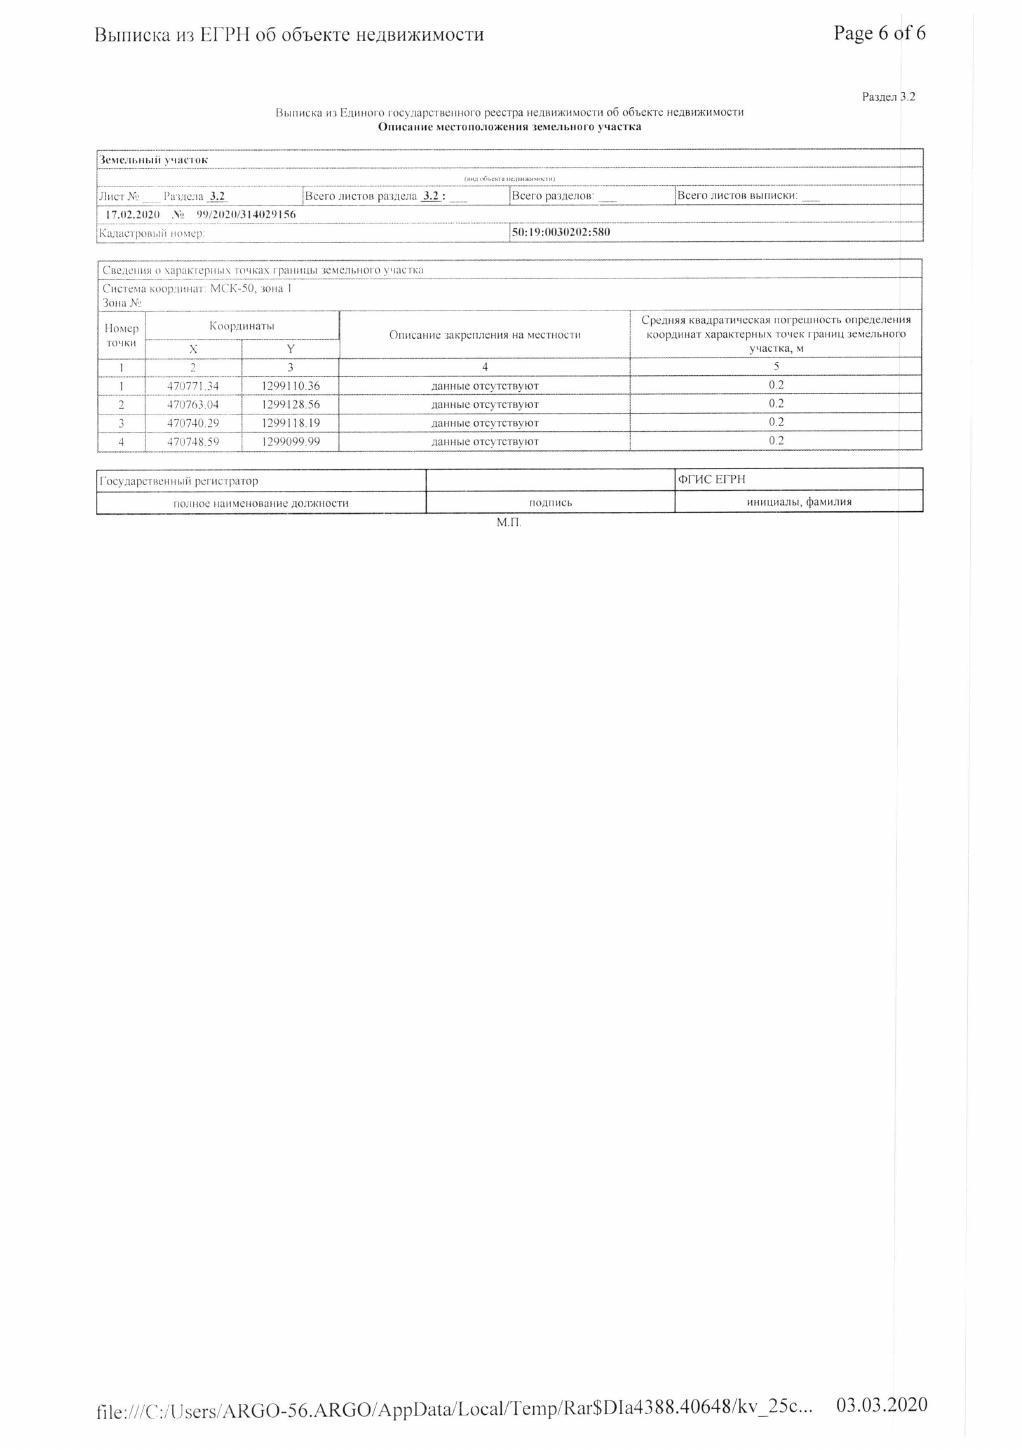 Выписка из ЕГРН об объекте недвижимости Page 6 of 6
Раздел 3.2
Выписка из Единого государственного реестра недвижимости об объекте недвижимости
Описание местоположения земельного участка
Земельный участок
(вид объекта недвижимости)
Лист № ___ Раздела 3.2 Всего листов раздела 3.2 : ___ Всего разделов: ___ Всего листов выписки: ___
17.02.2020 № 99/2020/314029156
Кадастровый номер: 50:19:0030202:580
Сведения о характерных точках границы земельного участка
Система координат: МСК-50, зона 1
Зона №
Номер точки Координаты Описание закрепления на местности Средняя квадратическая погрешность определения координат характерных точек границ земельного участка, м
X Y
1 2 3 4 5
1 470771.34 1299110.36 данные отсутствуют 0.2
2 470763.04 1299128.56 данные отсутствуют 0.2
3 470740.29 1299118.19 данные отсутствуют 0.2
4 470748.59 1299099.99 данные отсутствуют 0.2
Государственный регистратор ФГИС ЕГРН
полное наименование должности подпись инициалы, фамилия
М.П.
file:///C:/Users/ARGO-56.ARGO/AppData/Local/Temp/Rar$DIa4388.40648/kv_25c... 03.03.2020